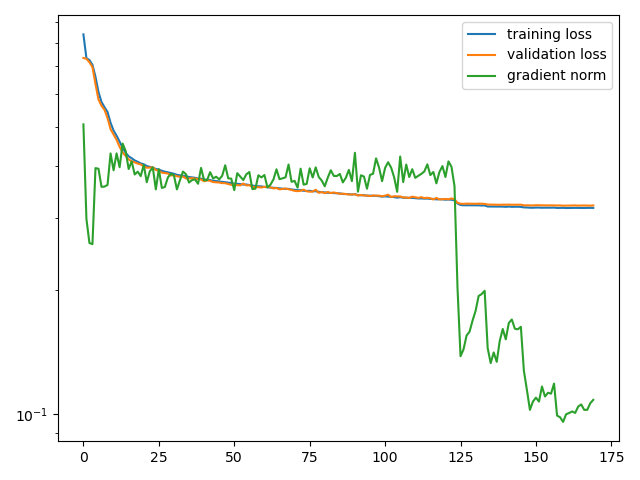 training loss
validation loss
gradient norm
10⁻¹
0 25 50 75 100 125 150 175